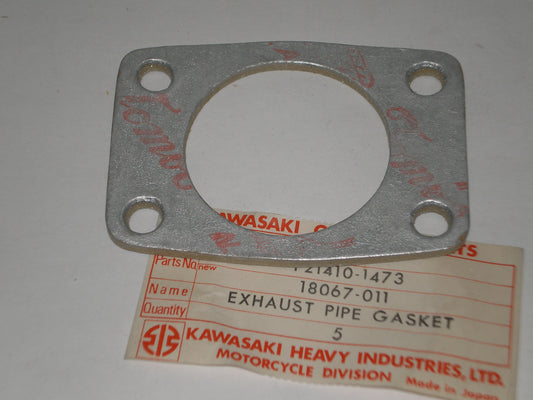 KAWASAKI
Parts No. new
21410-1473
18067-011
Name
EXHAUST PIPE GASKET
Quantity
5
KAWASAKI HEAVY INDUSTRIES, LTD.
MOTORCYCLE DIVISION
Made in Japan